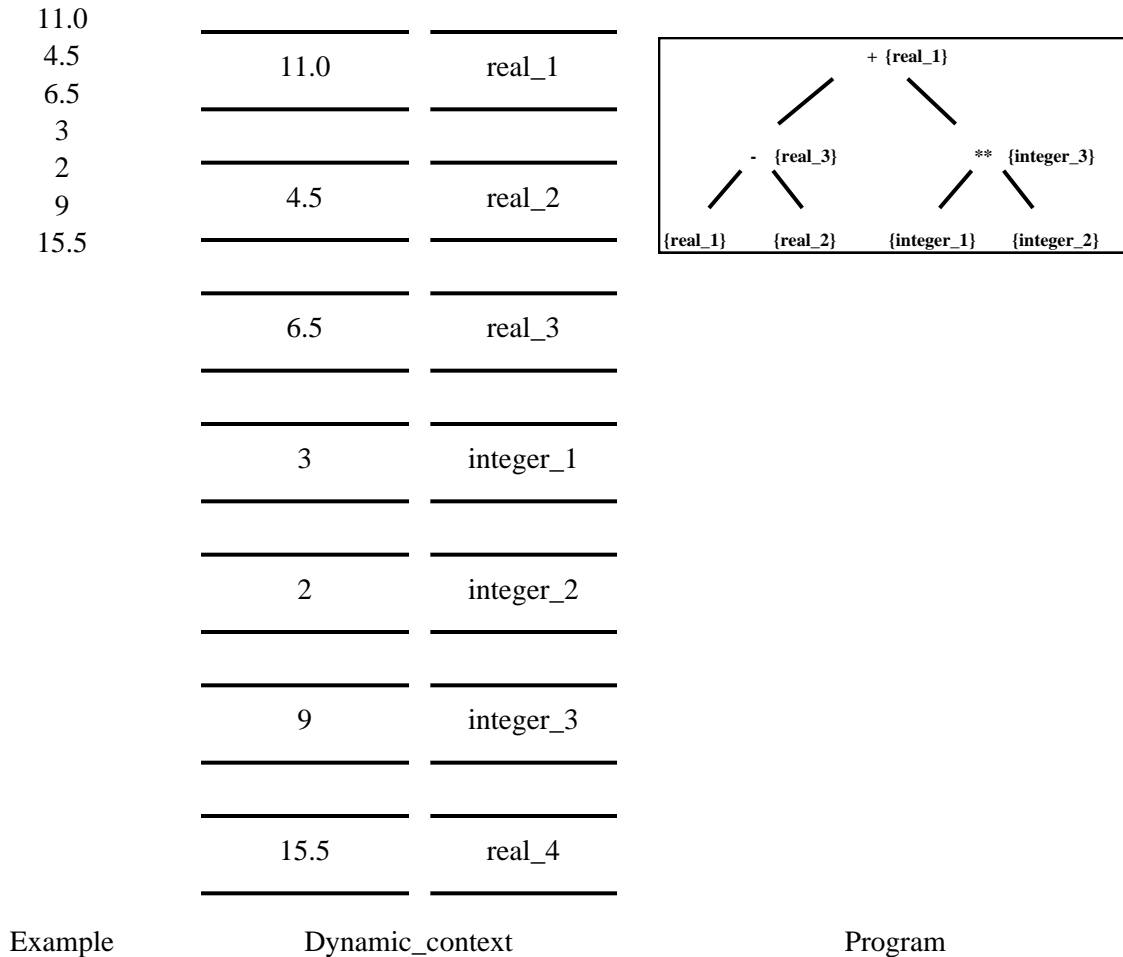 11.0
4.5
6.5
3
2
9
15.5
11.0 real_1
4.5 real_2
6.5 real_3
3 integer_1
2 integer_2
9 integer_3
15.5 real_4
+ {real_1}
- {real_3} ** {integer_3}
{real_1} {real_2} {integer_1} {integer_2}
Example Dynamic_context Program